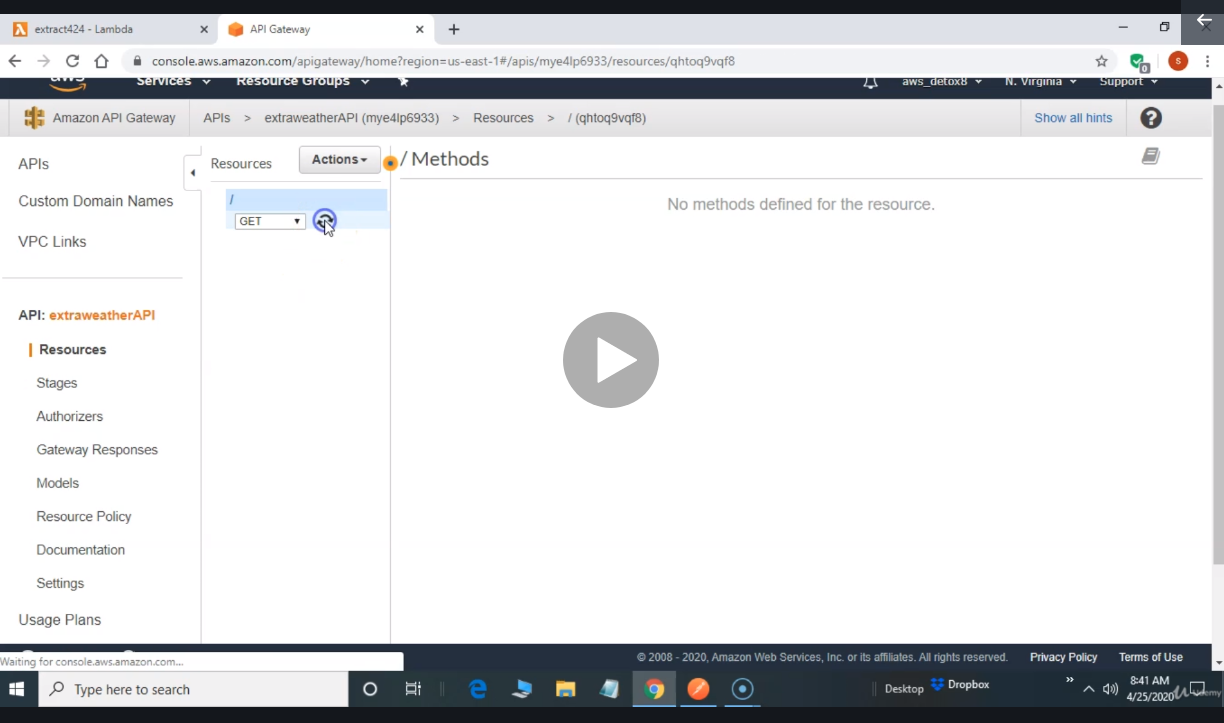 extract424 - Lambda
API Gateway
console.aws.amazon.com/apigateway/home?region=us-east-1#/apis/mye4lp6933/resources/qhtoq9vqf8
S
0
aws
Services
Resource Groups
aws_detox8
N. Virginia
Support
Amazon API Gateway
APIs > extraweatherAPI (mye4lp6933) > Resources > / (qhtoq9vqf8)
Show all hints
?
APIs
Custom Domain Names
VPC Links
API: extraweatherAPI
Resources
Stages
Authorizers
Gateway Responses
Models
Resource Policy
Documentation
Settings
Usage Plans
Resources
Actions
/
GET
/ Methods
No methods defined for the resource.
Waiting for console.aws.amazon.com...
© 2008 - 2020, Amazon Web Services, Inc. or its affiliates. All rights reserved.
Privacy Policy
Terms of Use
Type here to search
Desktop
Dropbox
8:41 AM
4/25/2020
Udemy